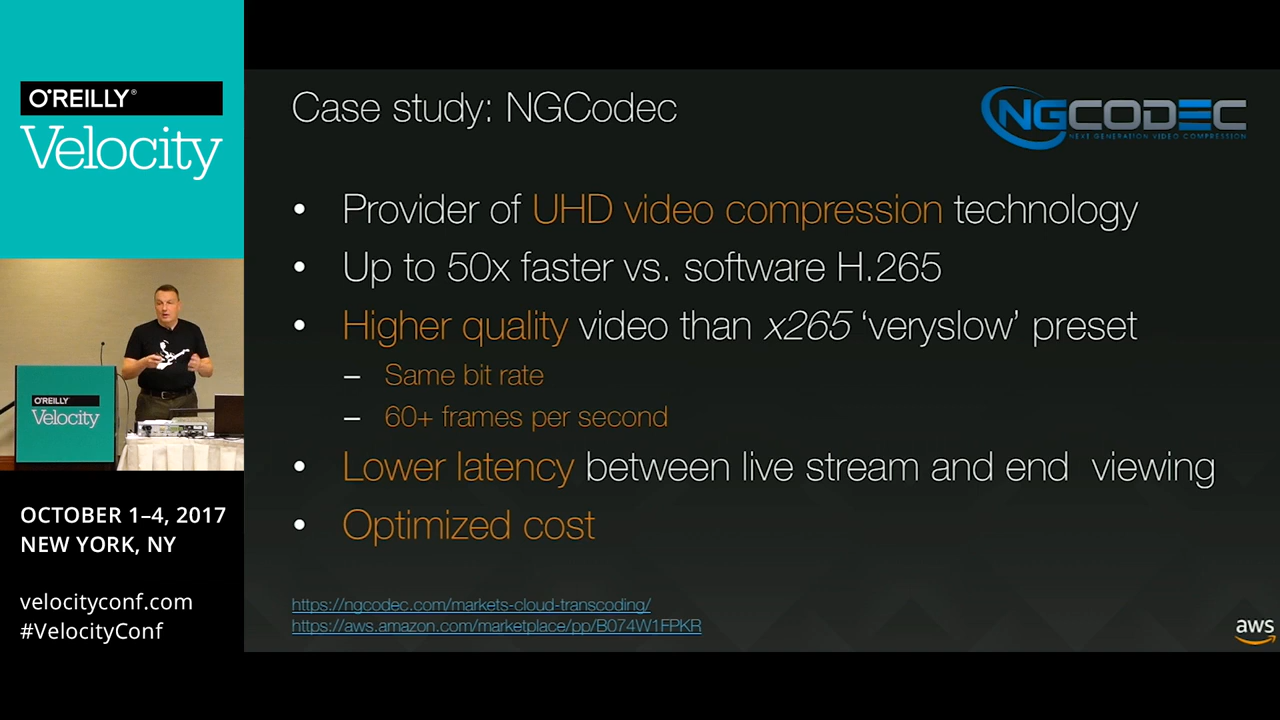 O'REILLY®
Velocity
O'REILLY
Velocity
OCTOBER 1–4, 2017
NEW YORK, NY
velocityconf.com
#VelocityConf
Case study: NGCodec
NGCODEC
NEXT GENERATION VIDEO COMPRESSION
• Provider of UHD video compression technology
• Up to 50x faster vs. software H.265
• Higher quality video than x265 ‘veryslow’ preset
– Same bit rate
– 60+ frames per second
• Lower latency between live stream and end viewing
• Optimized cost
https://ngcodec.com/markets-cloud-transcoding/
https://aws.amazon.com/marketplace/pp/B074W1FPKR
aws